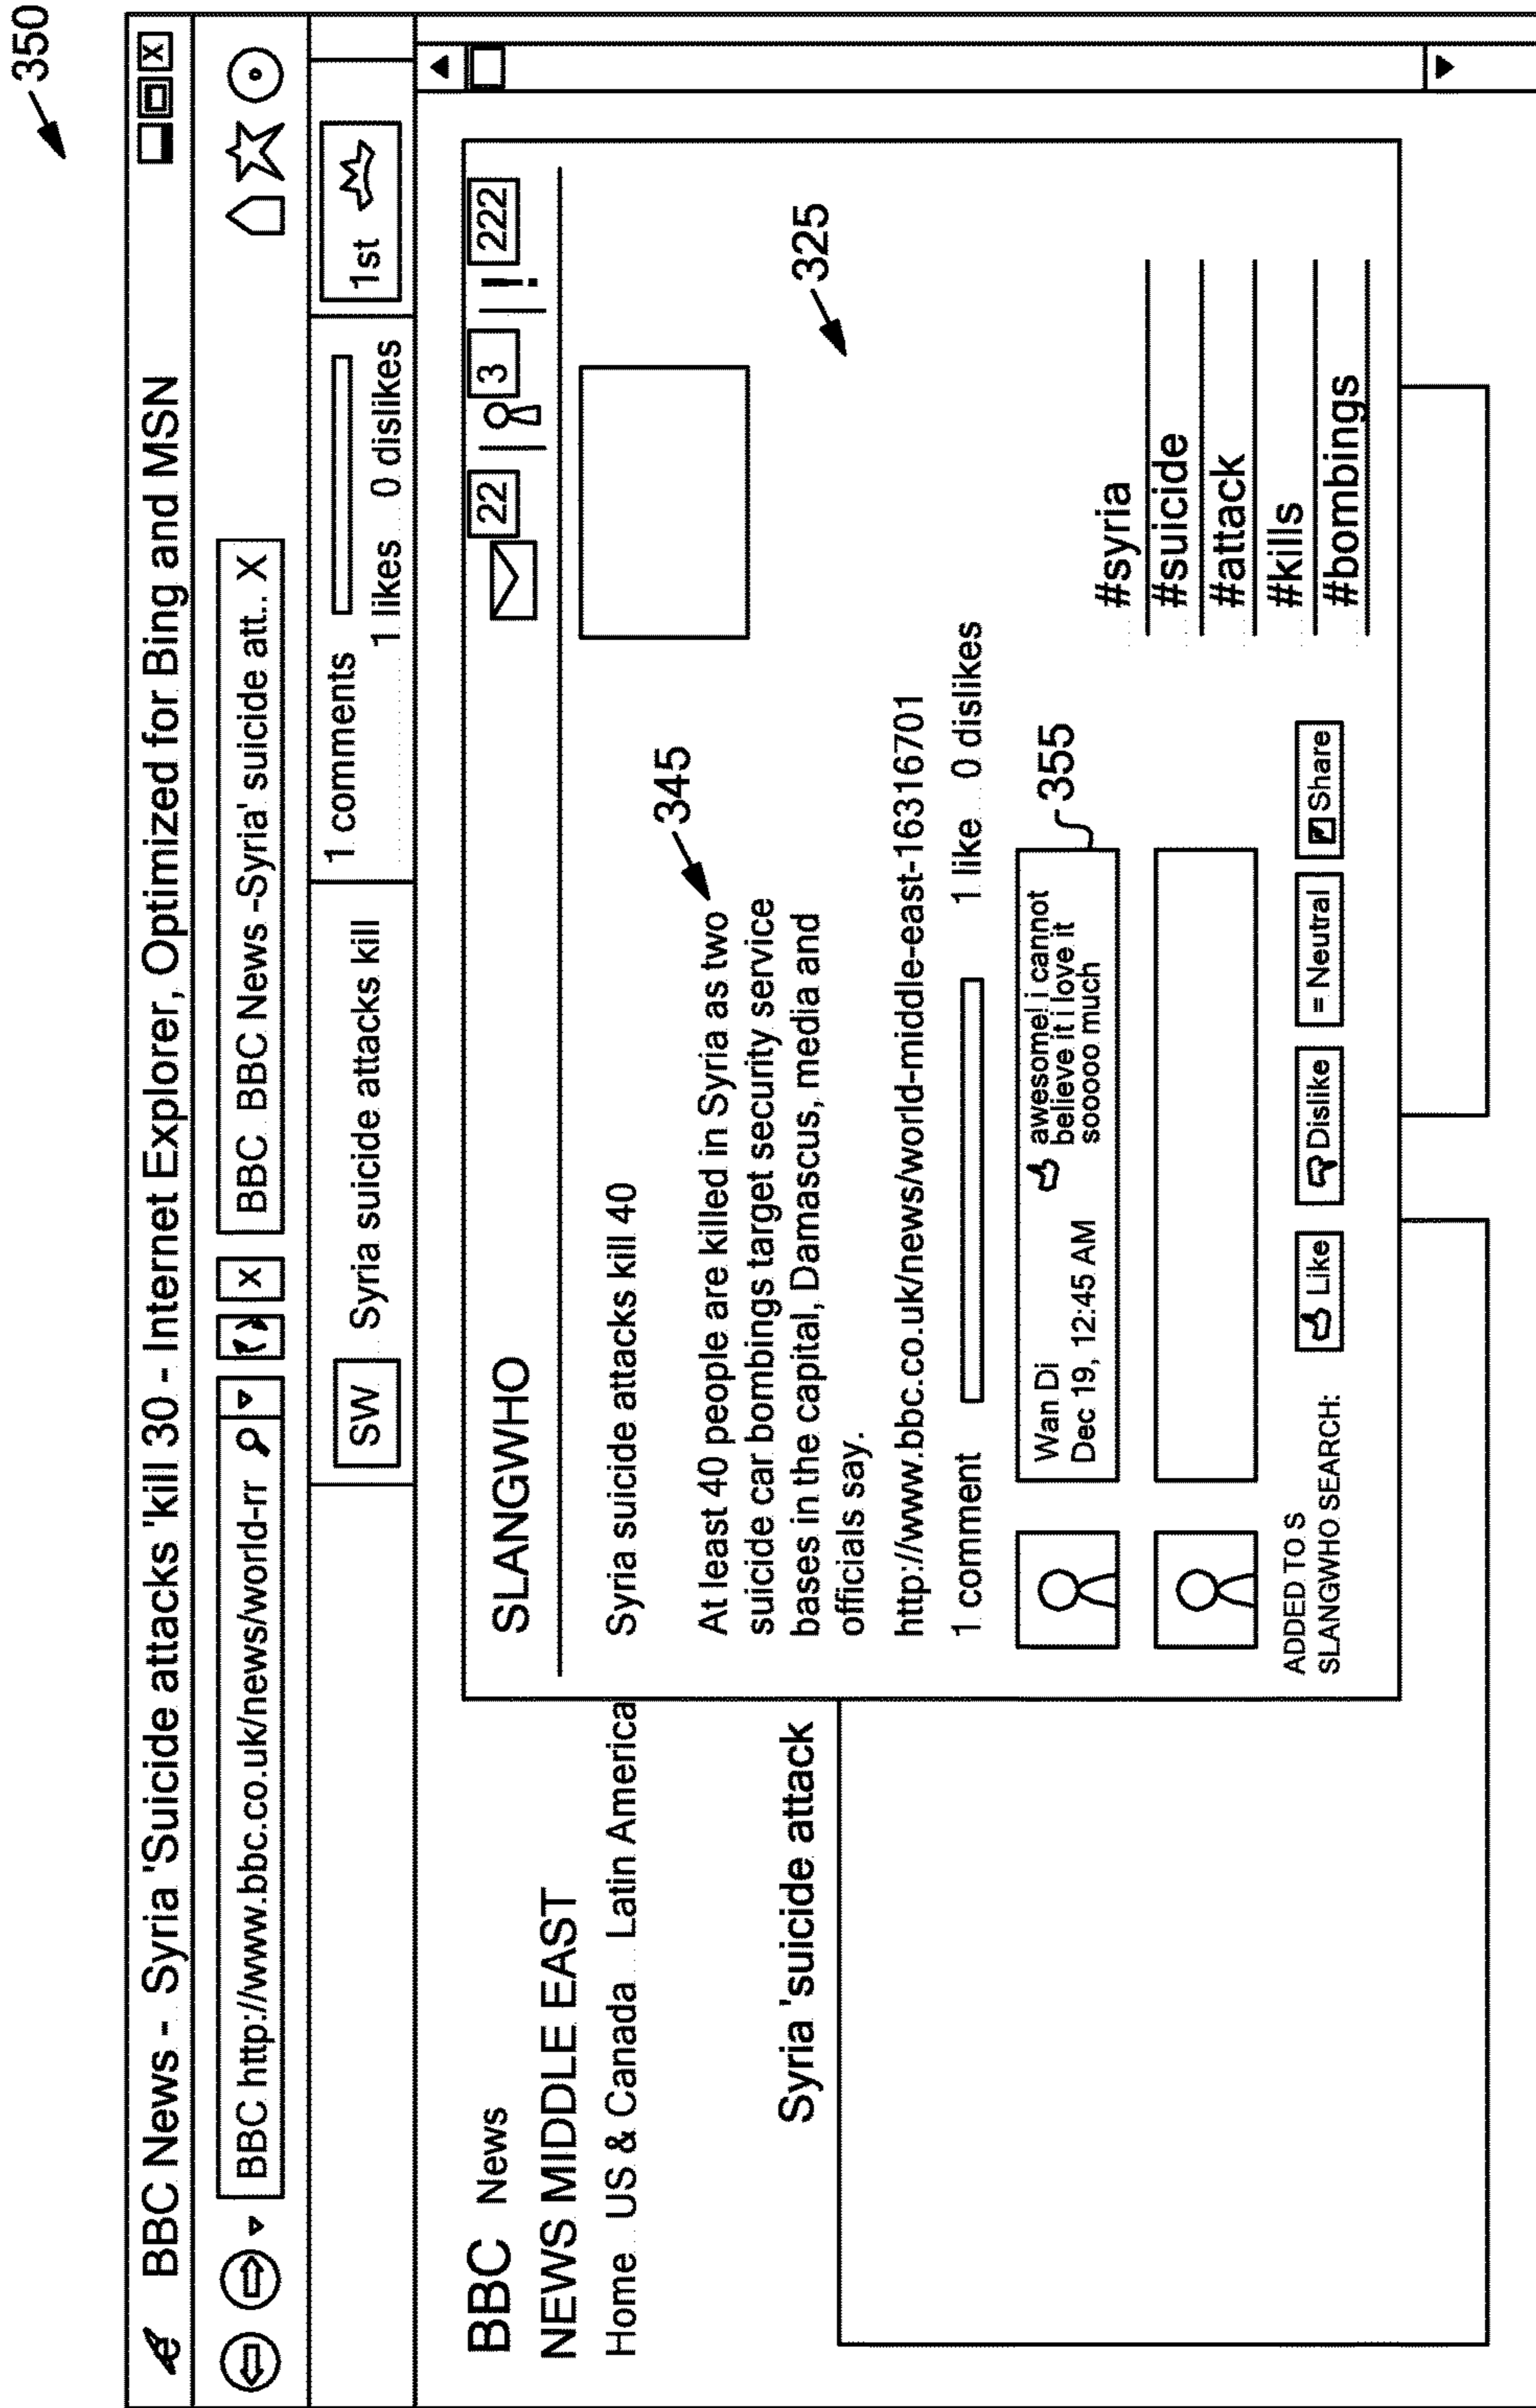 350
BBC News - Syria 'Suicide attacks 'kill 30 - Internet Explorer, Optimized for Bing and MSN
X
BBC http://www.bbc.co.uk/news/world-rr
X
BBC BBC News -Syria' suicide att.. X
SW Syria suicide attacks kill
1 comments
1 likes 0 dislikes
1st
BBC News
NEWS MIDDLE EAST
Home US & Canada Latin America
Syria 'suicide attack
SLANGWHO
22 | 3 | ! 222
Syria suicide attacks kill 40
325
345
At least 40 people are killed in Syria as two
suicide car bombings target security service
bases in the capital, Damascus, media and
officials say.
http://www.bbc.co.uk/news/world-middle-east-16316701
1 comment 1 like 0 dislikes
355
Wan Di
Dec 19, 12:45 AM
awesome! i cannot
believe it i love it
sooooo much
#syria
#suicide
#attack
#kills
#bombings
ADDED TO S
SLANGWHO SEARCH:
Like
Dislike
= Neutral
Share